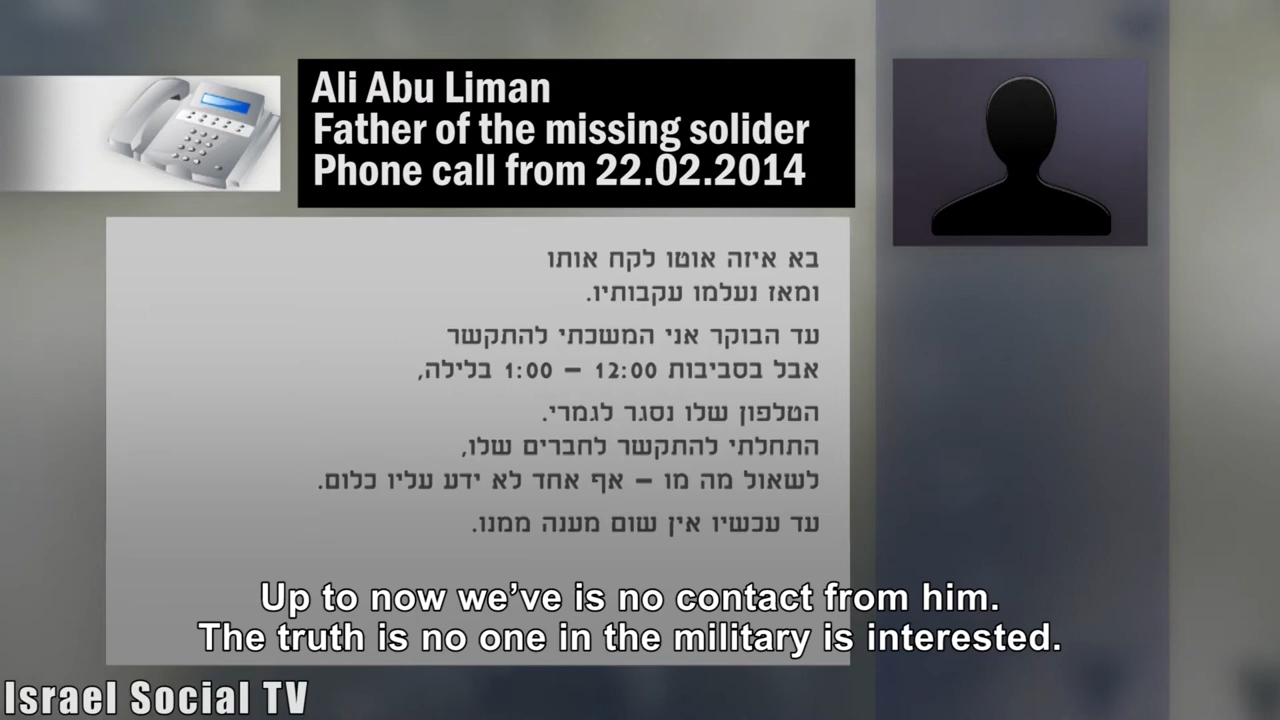 Ali Abu Liman
Father of the missing solider
Phone call from 22.02.2014
בא איזה אוטו לקח אותו
ומאז נעלמו עקבותיו.
עד הבוקר אני המשכתי להתקשר
אבל בסביבות 12:00 – 1:00 בלילה,
הטלפון שלו נסגר לגמרי.
התחלתי להתקשר לחברים שלו,
לשאול מה מו – אף אחד לא ידע עליו כלום.
עד עכשיו אין שום מענה ממנו.
Up to now we’ve is no contact from him.
The truth is no one in the military is interested.
Israel Social TV